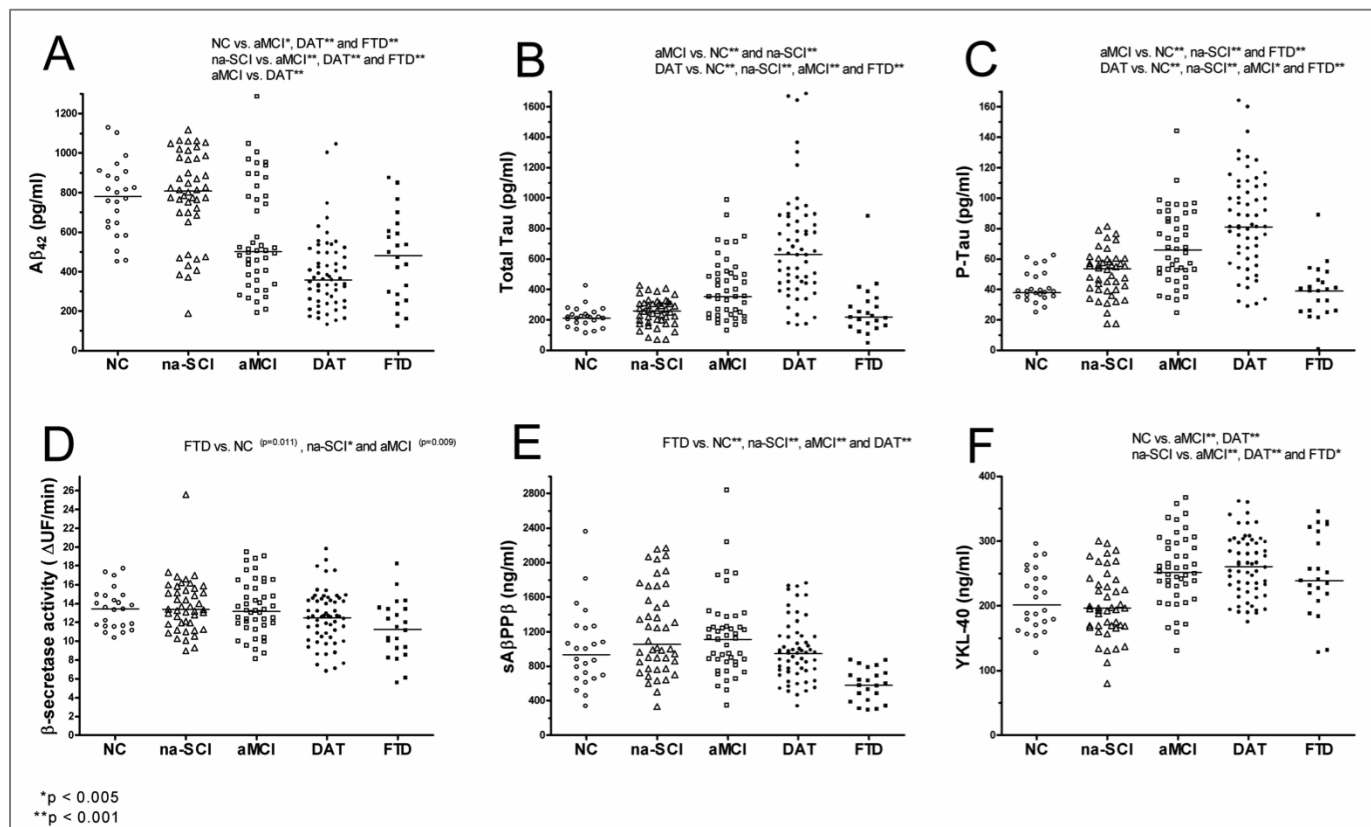 A
NC vs. aMCI*, DAT** and FTD**
na-SCI vs. aMCI**, DAT** and FTD**
aMCI vs. DAT**
Aβ42 (pg/ml)
1200
1000
800
600
400
200
0
NC na-SCI aMCI DAT FTD
B
aMCI vs. NC** and na-SCI**
DAT vs. NC**, na-SCI**, aMCI** and FTD**
Total Tau (pg/ml)
1600
1400
1200
1000
800
600
400
200
0
NC na-SCI aMCI DAT FTD
C
aMCI vs. NC**, na-SCI** and FTD**
DAT vs. NC**, na-SCI**, aMCI* and FTD**
P-Tau (pg/ml)
160
140
120
100
80
60
40
20
0
NC na-SCI aMCI DAT FTD
D
FTD vs. NC (p=0.011), na-SCI* and aMCI (p=0.009)
β-secretase activity ( ΔUF/min)
26
24
22
20
18
16
14
12
10
8
6
4
2
0
NC na-SCI aMCI DAT FTD
E
FTD vs. NC**, na-SCI**, aMCI** and DAT**
sAβPPβ (ng/ml)
2800
2400
2000
1600
1200
800
400
0
NC na-SCI aMCI DAT FTD
F
NC vs. aMCI**, DAT**
na-SCI vs. aMCI**, DAT** and FTD*
YKL-40 (ng/ml)
400
300
200
100
0
NC na-SCI aMCI DAT FTD
*p < 0.005
**p < 0.001